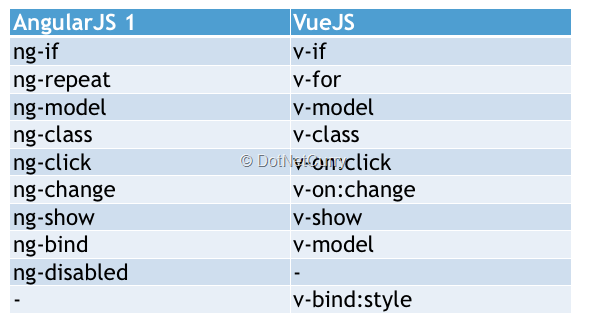 AngularJS 1 VueJS
ng-if v-if
ng-repeat v-for
ng-model v-model
ng-class v-class
ng-click v-on:click
© DotNetCurry
ng-change v-on:change
ng-show v-show
ng-bind v-model
ng-disabled -
- v-bind:style